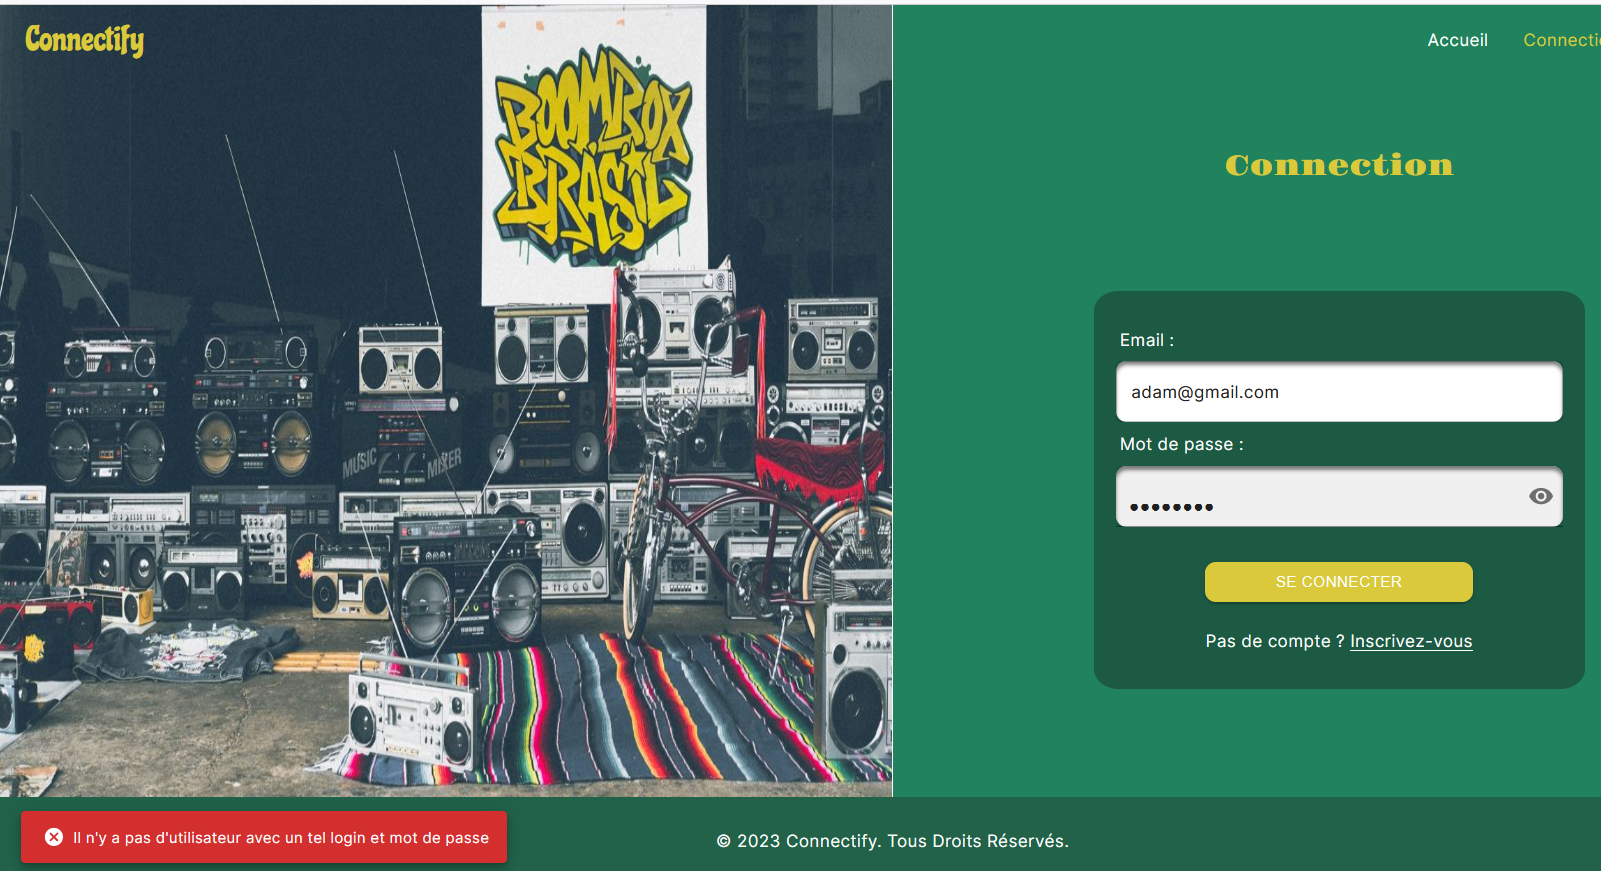 Connectify
Accueil
Connecti
BOOMBOX
BRASIL
Connection
Email :
adam@gmail.com
Mot de passe :
MUSIC
MIXER
SE CONNECTER
Pas de compte ? Inscrivez-vous
Il n'y a pas d'utilisateur avec un tel login et mot de passe
© 2023 Connectify. Tous Droits Réservés.